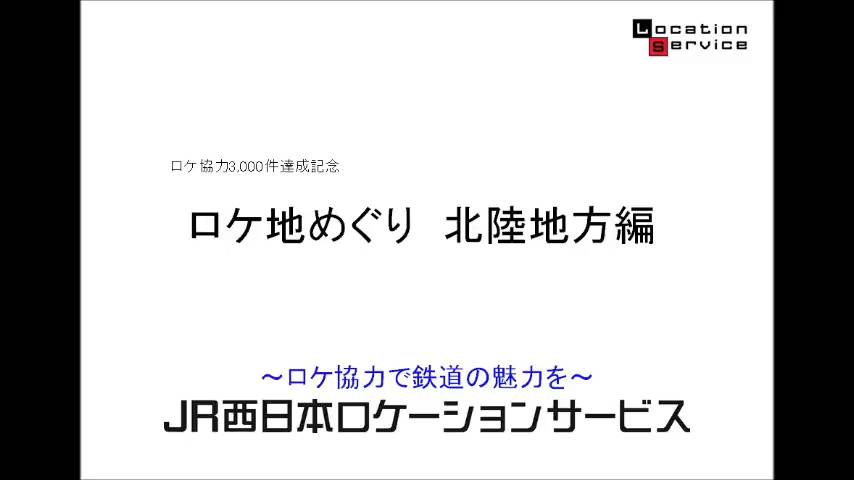 Location
Service
ロケ協力3,000件達成記念
ロケ地めぐり 北陸地方編
～ロケ協力で鉄道の魅力を～
JR西日本ロケーションサービス